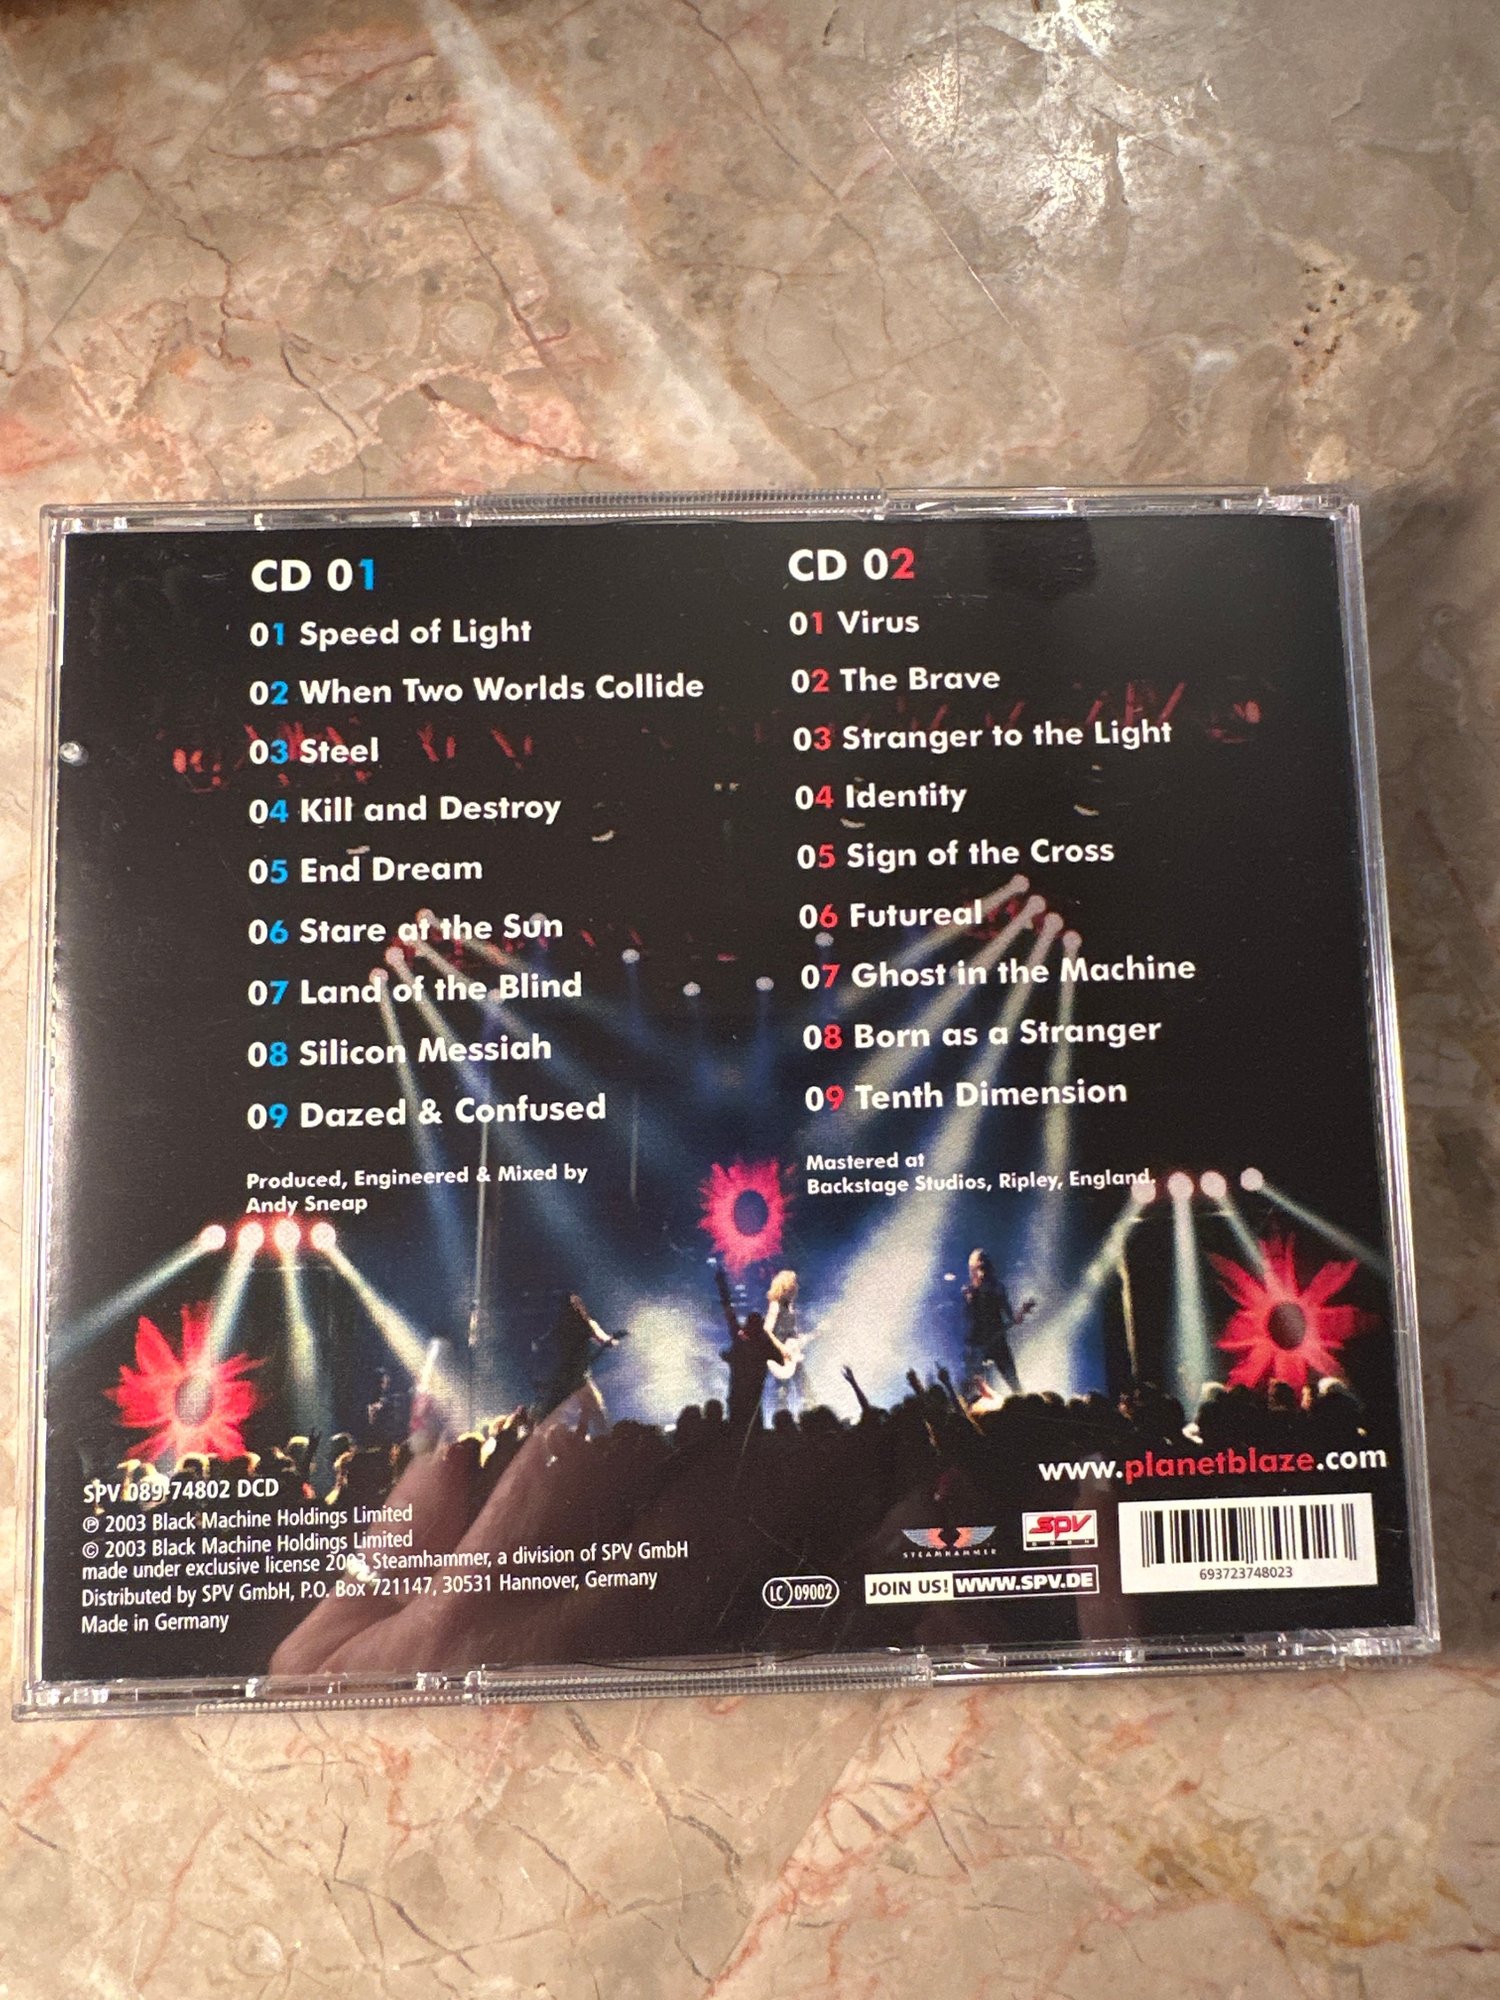 CD 01
01 Speed of Light
02 When Two Worlds Collide
03 Steel
04 Kill and Destroy
05 End Dream
06 Stare at the Sun
07 Land of the Blind
08 Silicon Messiah
09 Dazed & Confused
Produced, Engineered & Mixed by
Andy Sneap
CD 02
01 Virus
02 The Brave
03 Stranger to the Light
04 Identity
05 Sign of the Cross
06 Futureal
07 Ghost in the Machine
08 Born as a Stranger
09 Tenth Dimension
Mastered at
Backstage Studios, Ripley, England.
www.planetblaze.com
SPV 089-74802 DCD
℗ 2003 Black Machine Holdings Limited
© 2003 Black Machine Holdings Limited
made under exclusive license 2003 Steamhammer, a division of SPV GmbH
Distributed by SPV GmbH, P.O. Box 721147, 30531 Hannover, Germany
Made in Germany
LC 09002
STEAMHAMMER
SPV
GMBH
JOIN US! WWW.SPV.DE
693723748023